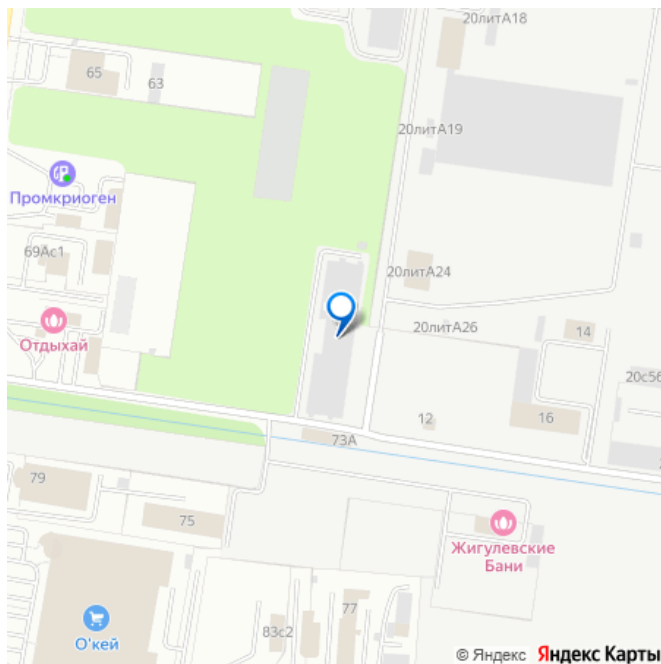 20литА18
65
63
20литА19
Промкриоген
69Ас1
20литА24
Отдыхай
20литА26
14
20с56
12
16
73А
79
75
Жигулевские
Бани
77
О'кей
83с2
© Яндекс Яндекс Карты